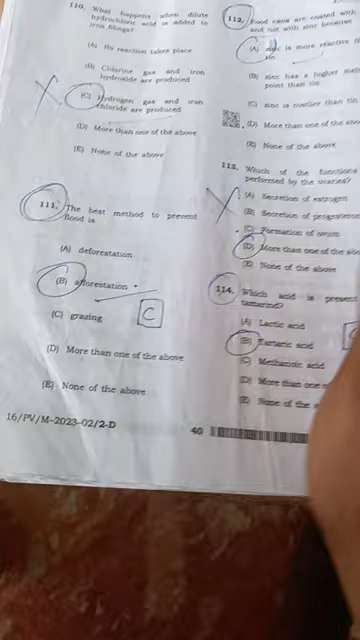 110. What happens when dilute
hydrochloric acid is added to
iron filings?
(A) No reaction takes place
(B) Chlorine gas and iron
hydroxide are produced
(C) Hydrogen gas and iron
chloride are produced
(D) More than one of the above
(E) None of the above
111. The best method to prevent
flood is
(A) deforestation
(B) afforestation
(C) grazing
C
(D) More than one of the above
(E) None of the above
16/PV/M-2023-02/2-D
40
112. Food cans are coated with
and not with zinc because
(A) zinc is more reactive
tin
(B) zinc has a higher
point than tin
(C) zinc is costlier than tin
(D) More than one of the
(E) None of the above
113. Which of the functions
performed by the ovaries?
(A) Secretion of estrogen
(B) Secretion of
(C) Formation of ovum
(D) More than one of the
(E) None of the above
114. Which acid is present
tamarind?
(A) Lactic acid
(B) Tartaric acid
(C) Methanoic acid
(D) More than one
(E) None of the